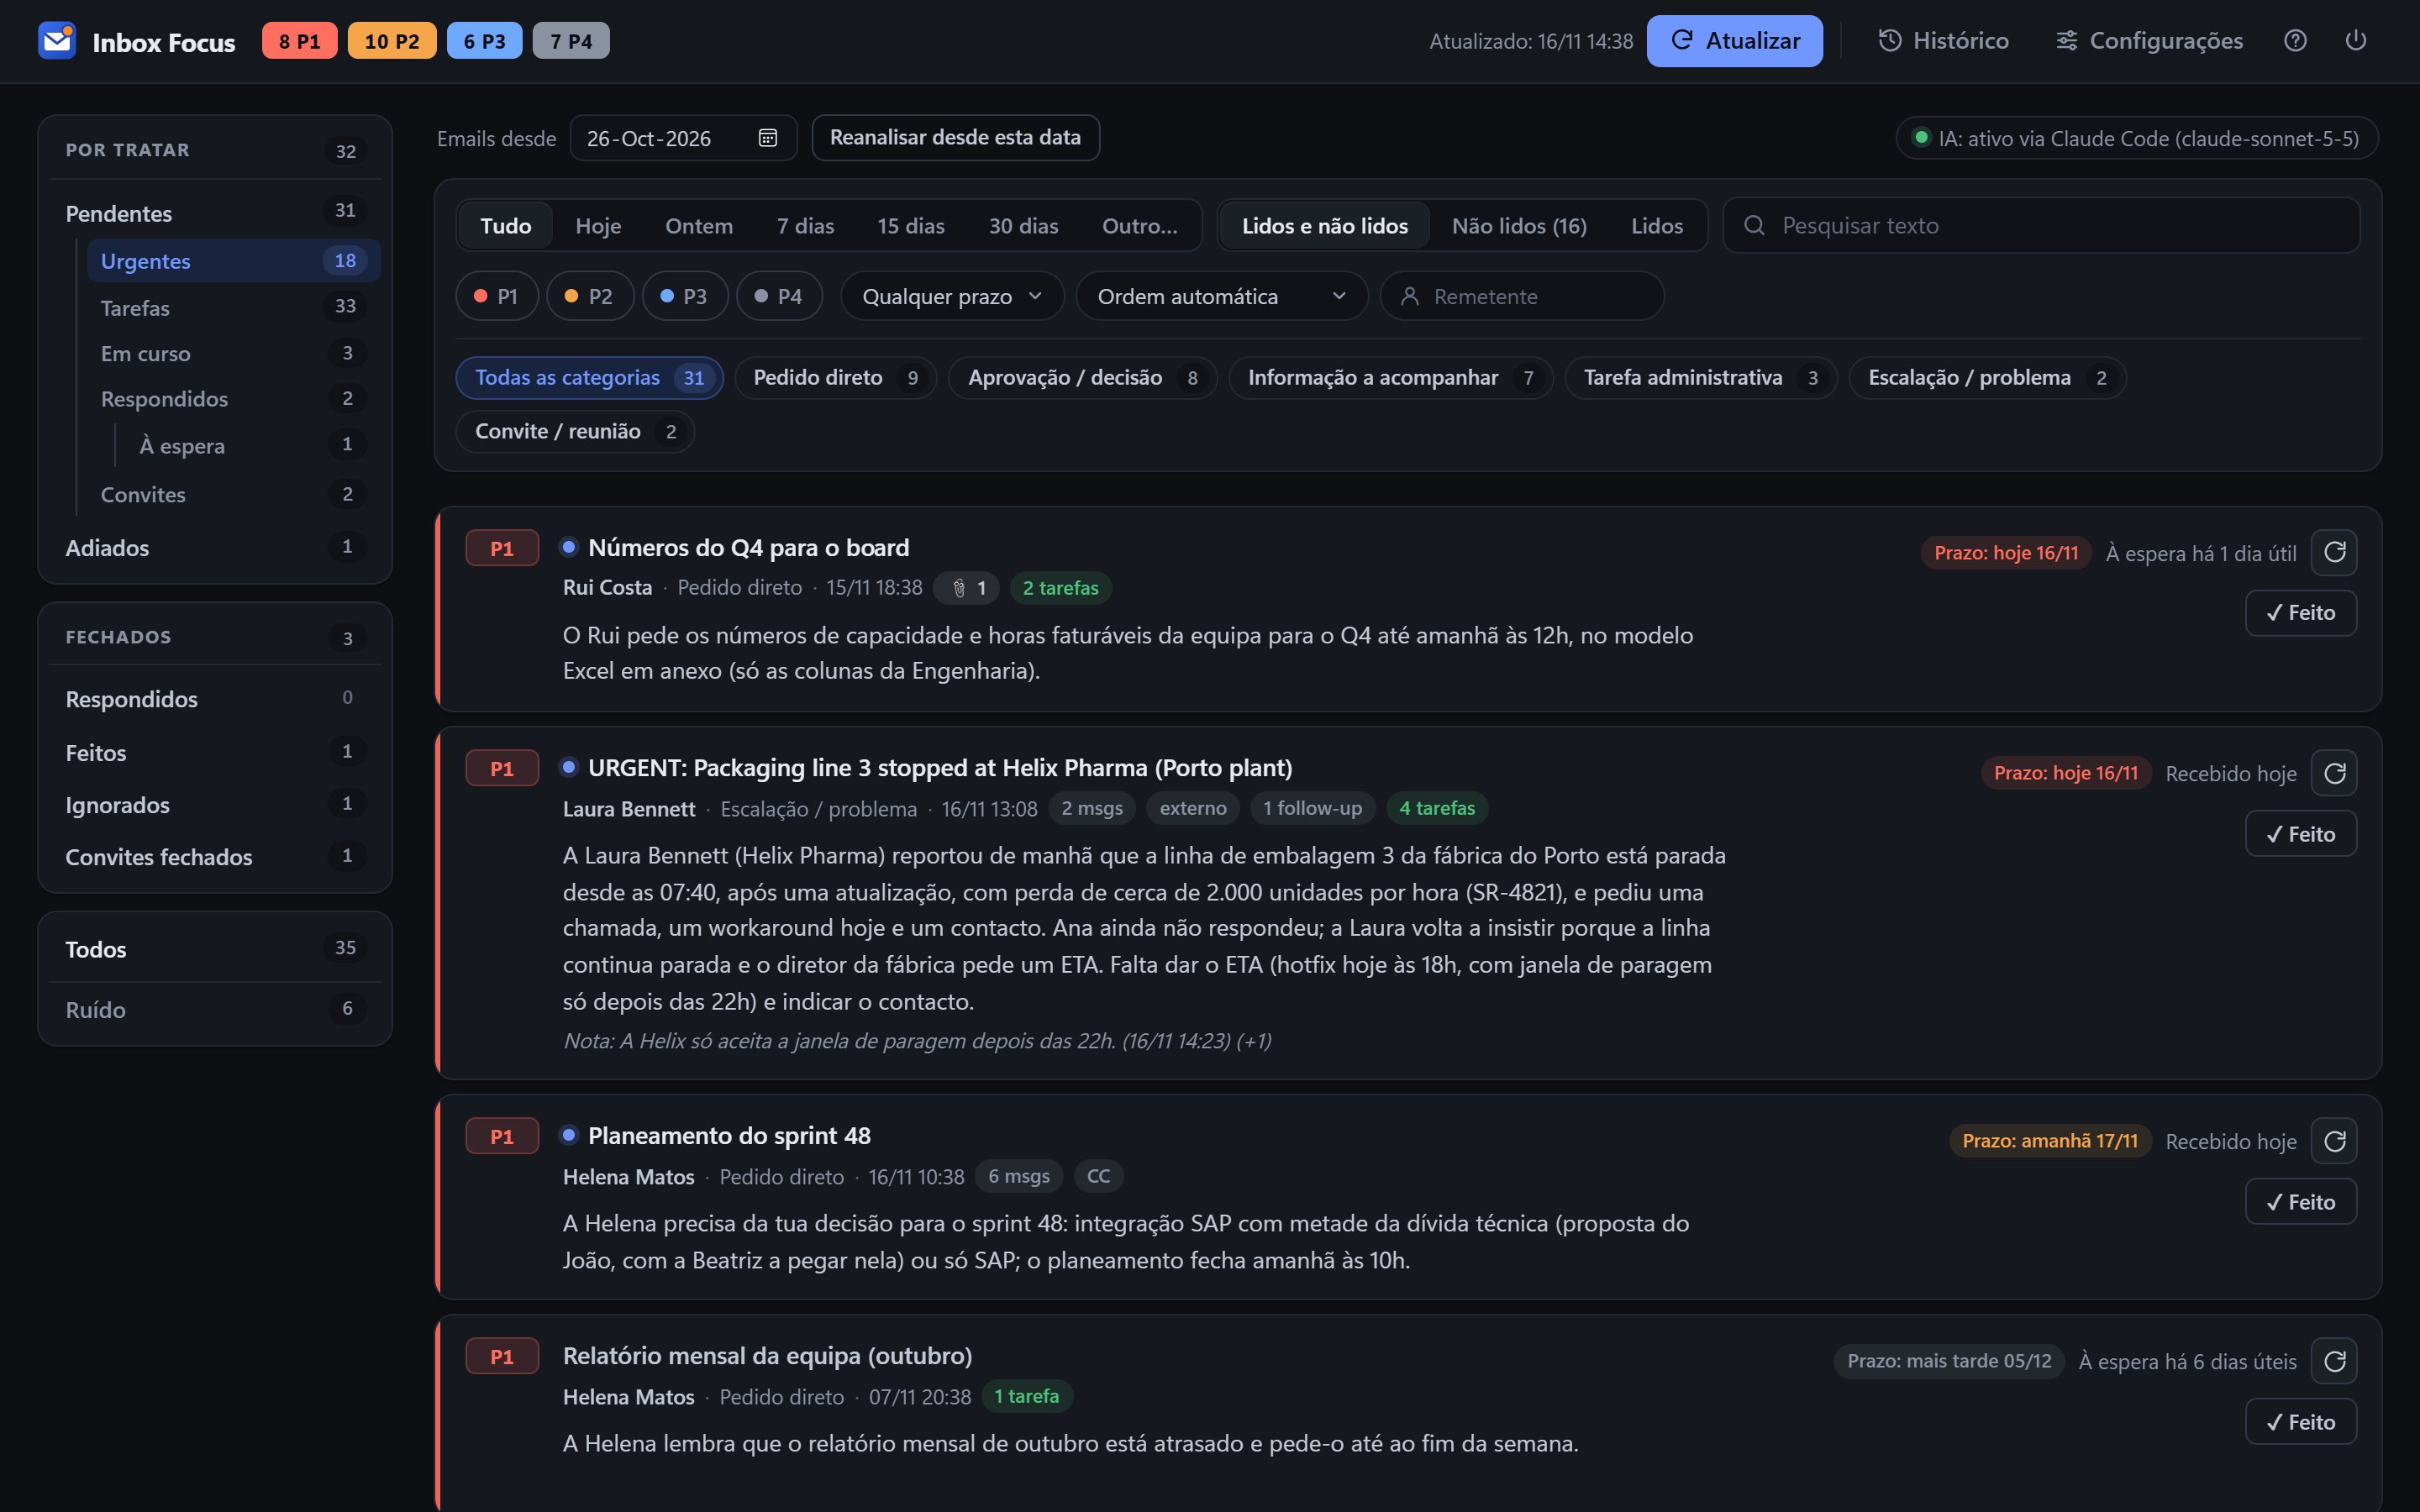 Inbox Focus 8 P1 10 P2 6 P3 7 P4 Atualizado: 16/11 14:38 Atualizar Histórico Configurações
POR TRATAR 32
Pendentes 31
Urgentes 18
Tarefas 33
Em curso 3
Respondidos 2
À espera 1
Convites 2
Adiados 1
FECHADOS 3
Respondidos 0
Feitos 1
Ignorados 1
Convites fechados 1
Todos 35
Ruído 6
Emails desde 26-Oct-2026 Reanalisar desde esta data IA: ativo via Claude Code (claude-sonnet-5-5)
Tudo Hoje Ontem 7 dias 15 dias 30 dias Outro... Lidos e não lidos Não lidos (16) Lidos Pesquisar texto
P1 P2 P3 P4 Qualquer prazo Ordem automática Remetente
Todas as categorias 31 Pedido direto 9 Aprovação / decisão 8 Informação a acompanhar 7 Tarefa administrativa 3 Escalação / problema 2
Convite / reunião 2
P1 Números do Q4 para o board Prazo: hoje 16/11 À espera há 1 dia útil
Rui Costa · Pedido direto · 15/11 18:38 1 2 tarefas
✓ Feito
O Rui pede os números de capacidade e horas faturáveis da equipa para o Q4 até amanhã às 12h, no modelo
Excel em anexo (só as colunas da Engenharia).
P1 URGENT: Packaging line 3 stopped at Helix Pharma (Porto plant) Prazo: hoje 16/11 Recebido hoje
Laura Bennett · Escalação / problema · 16/11 13:08 2 msgs externo 1 follow-up 4 tarefas
✓ Feito
A Laura Bennett (Helix Pharma) reportou de manhã que a linha de embalagem 3 da fábrica do Porto está parada
desde as 07:40, após uma atualização, com perda de cerca de 2.000 unidades por hora (SR-4821), e pediu uma
chamada, um workaround hoje e um contacto. Ana ainda não respondeu; a Laura volta a insistir porque a linha
continua parada e o diretor da fábrica pede um ETA. Falta dar o ETA (hotfix hoje às 18h, com janela de paragem
só depois das 22h) e indicar o contacto.
Nota: A Helix só aceita a janela de paragem depois das 22h. (16/11 14:23) (+1)
P1 Planeamento do sprint 48 Prazo: amanhã 17/11 Recebido hoje
Helena Matos · Pedido direto · 16/11 10:38 6 msgs CC
✓ Feito
A Helena precisa da tua decisão para o sprint 48: integração SAP com metade da dívida técnica (proposta do
João, com a Beatriz a pegar nela) ou só SAP; o planeamento fecha amanhã às 10h.
P1 Relatório mensal da equipa (outubro) Prazo: mais tarde 05/12 À espera há 6 dias úteis
Helena Matos · Pedido direto · 07/11 20:38 1 tarefa
✓ Feito
A Helena lembra que o relatório mensal de outubro está atrasado e pede-o até ao fim da semana.